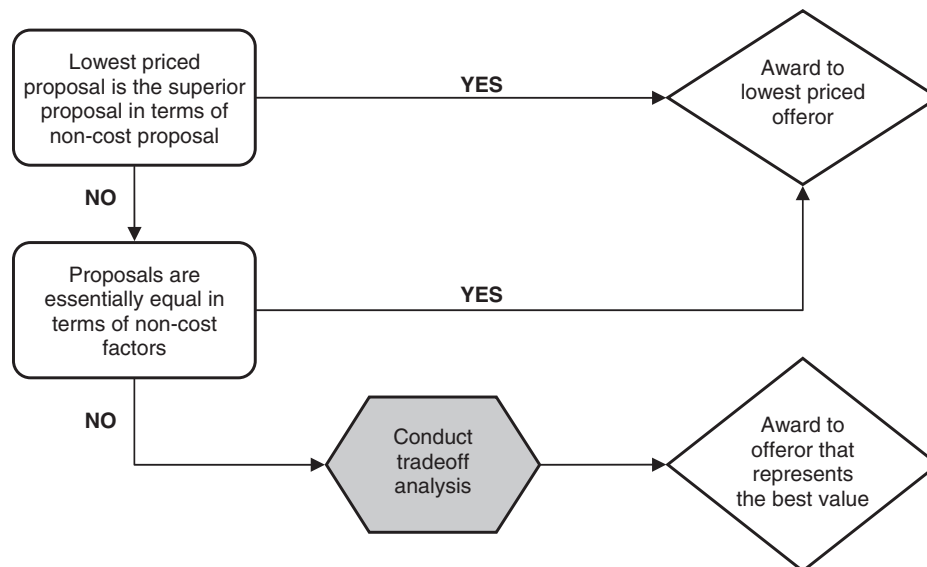 Lowest priced
proposal is the superior
proposal in terms of
non-cost proposal
YES
Award to
lowest priced
offeror
NO
Proposals are
essentially equal in
terms of non-cost
factors
YES
NO
Conduct
tradeoff
analysis
Award to
offeror that
represents
the best value